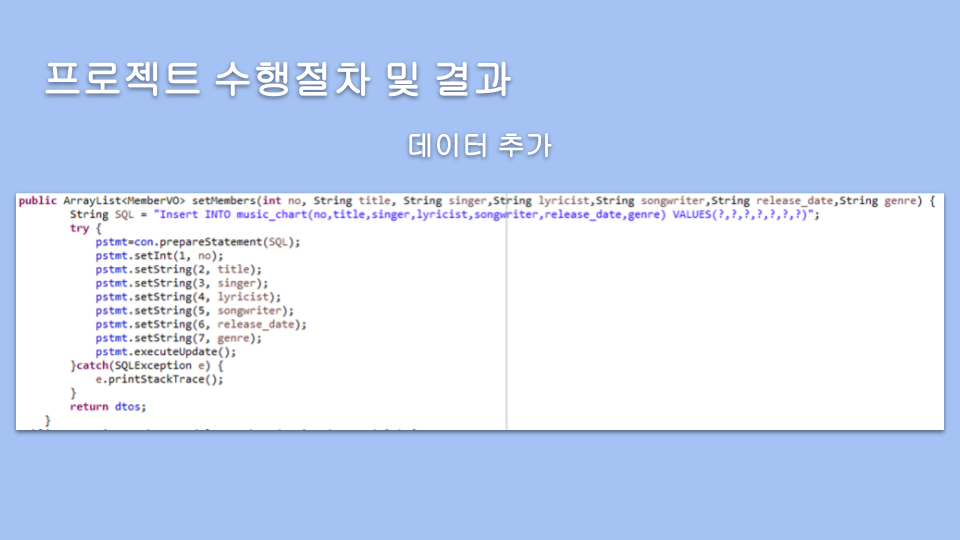 프로젝트 수행절차 및 결과
데이터 추가
public ArrayList<MemberVO> setMembers(int no, String title, String singer,String lyricist,String songwriter,String release_date,String genre) {
String SQL = "Insert INTO music_chart(no,title,singer,lyricist,songwriter,release_date,genre) VALUES(?,?,?,?,?,?,?)";
try {
pstmt=con.prepareStatement(SQL);
pstmt.setInt(1, no);
pstmt.setString(2, title);
pstmt.setString(3, singer);
pstmt.setString(4, lyricist);
pstmt.setString(5, songwriter);
pstmt.setString(6, release_date);
pstmt.setString(7, genre);
pstmt.executeUpdate();
}catch(SQLException e) {
e.printStackTrace();
}
return dtos;
}